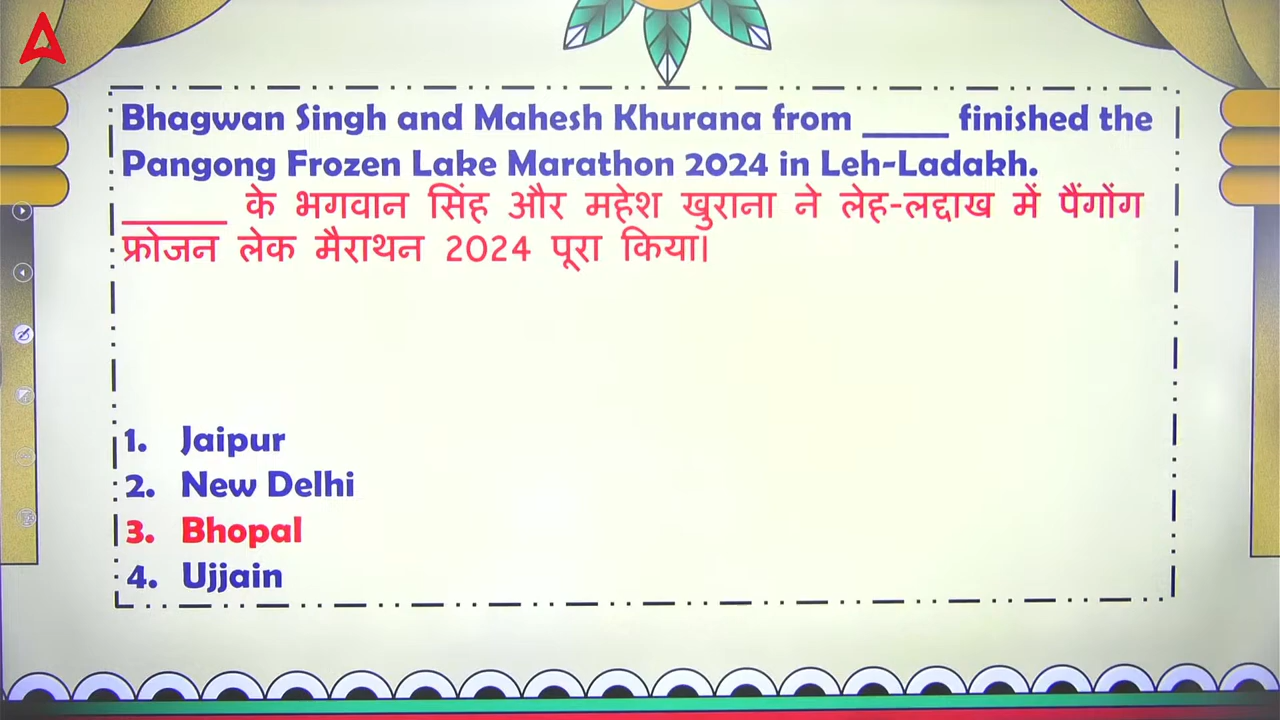 Bhagwan Singh and Mahesh Khurana from _____ finished the
Pangong Frozen Lake Marathon 2024 in Leh-Ladakh.
______ के भगवान सिंह और महेश खुराना ने लेह-लद्दाख में पैंगोंग
फ्रोजन लेक मैराथन 2024 पूरा किया।
1. Jaipur
2. New Delhi
3. Bhopal
4. Ujjain